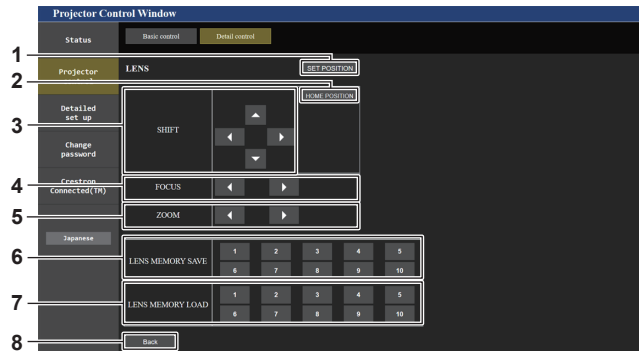 Projector Control Window
Status
Basic control
Detail control
1
Projector
LENS
SET POSITION
2
HOME POSITION
Detailed
set up
3
SHIFT
Change
password
Crestron
Connected(TM)
4
FOCUS
5
ZOOM
Japanese
6
LENS MEMORY SAVE
1 2 3 4 5
6 7 8 9 10
7
LENS MEMORY LOAD
1 2 3 4 5
6 7 8 9 10
8
Back